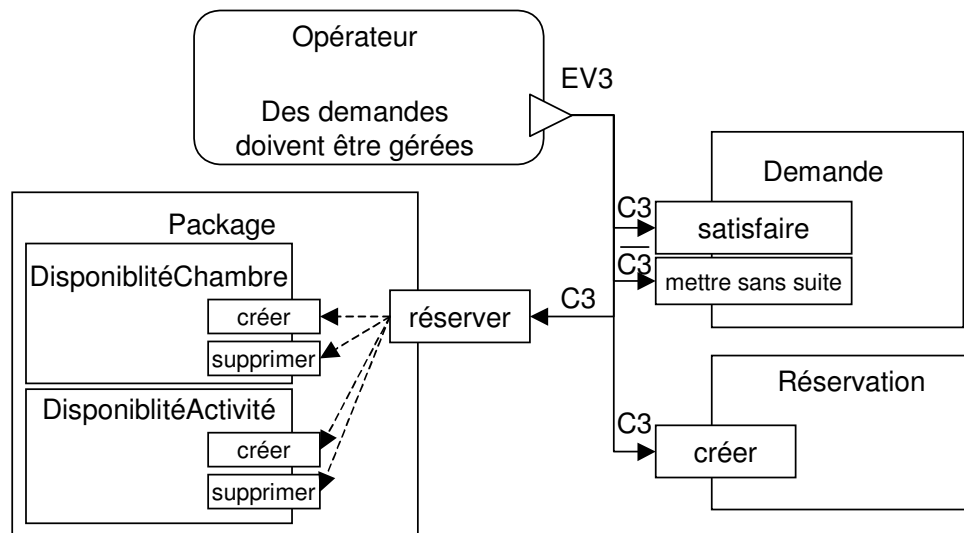 Opérateur
EV3
Des demandes
doivent être gérées
Demande
C3
satisfaire
C3
mettre sans suite
Package
DisponiblitéChambre
créer
supprimer
réserver
C3
DisponiblitéActivité
créer
supprimer
Réservation
C3
créer